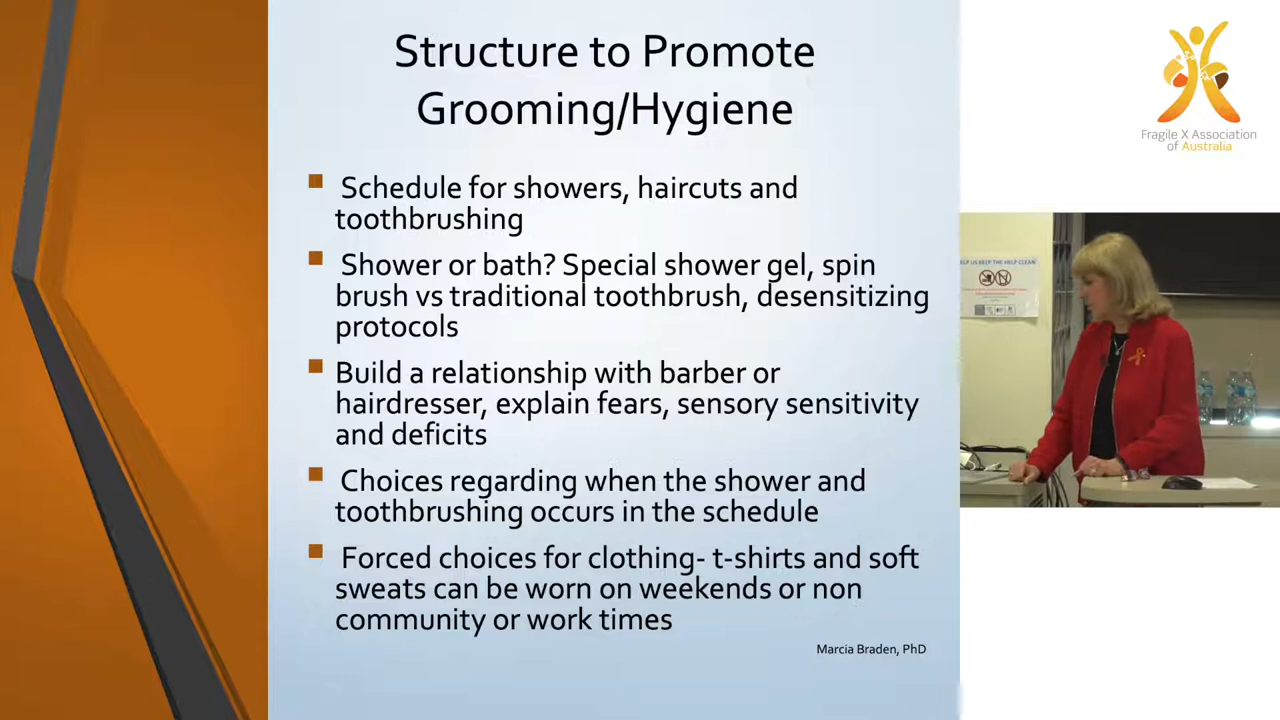 Structure to Promote
Grooming/Hygiene
Schedule for showers, haircuts and
toothbrushing
Shower or bath? Special shower gel, spin
brush vs traditional toothbrush, desensitizing
protocols
Build a relationship with barber or
hairdresser, explain fears, sensory sensitivity
and deficits
Choices regarding when the shower and
toothbrushing occurs in the schedule
Forced choices for clothing- t-shirts and soft
sweats can be worn on weekends or non
community or work times
Marcia Braden, PhD
Fragile X Association
of Australia
HELP US KEEP THE HELP CLEAN